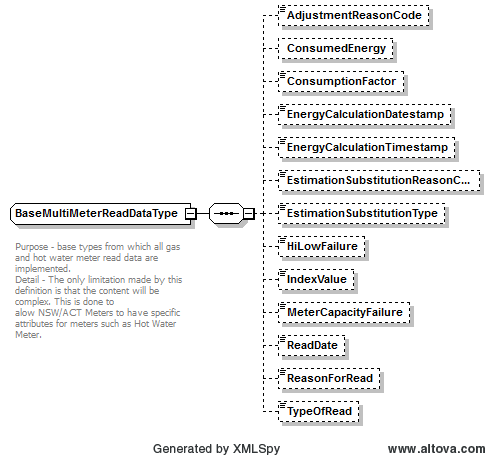 AdjustmentReasonCode
ConsumedEnergy
ConsumptionFactor
EnergyCalculationDatestamp
EnergyCalculationTimestamp
EstimationSubstitutionReasonC...
BaseMultiMeterReadDataType
EstimationSubstitutionType
Purpose - base types from which all gas
and hot water meter read data are
implemented.
Detail - The only limitation made by this
definition is that the content will be
complex. This is done to
alow NSW/ACT Meters to have specific
attributes for meters such as Hot Water
Meter.
HiLowFailure
IndexValue
MeterCapacityFailure
ReadDate
ReasonForRead
TypeOfRead
Generated by XMLSpy
www.altova.com